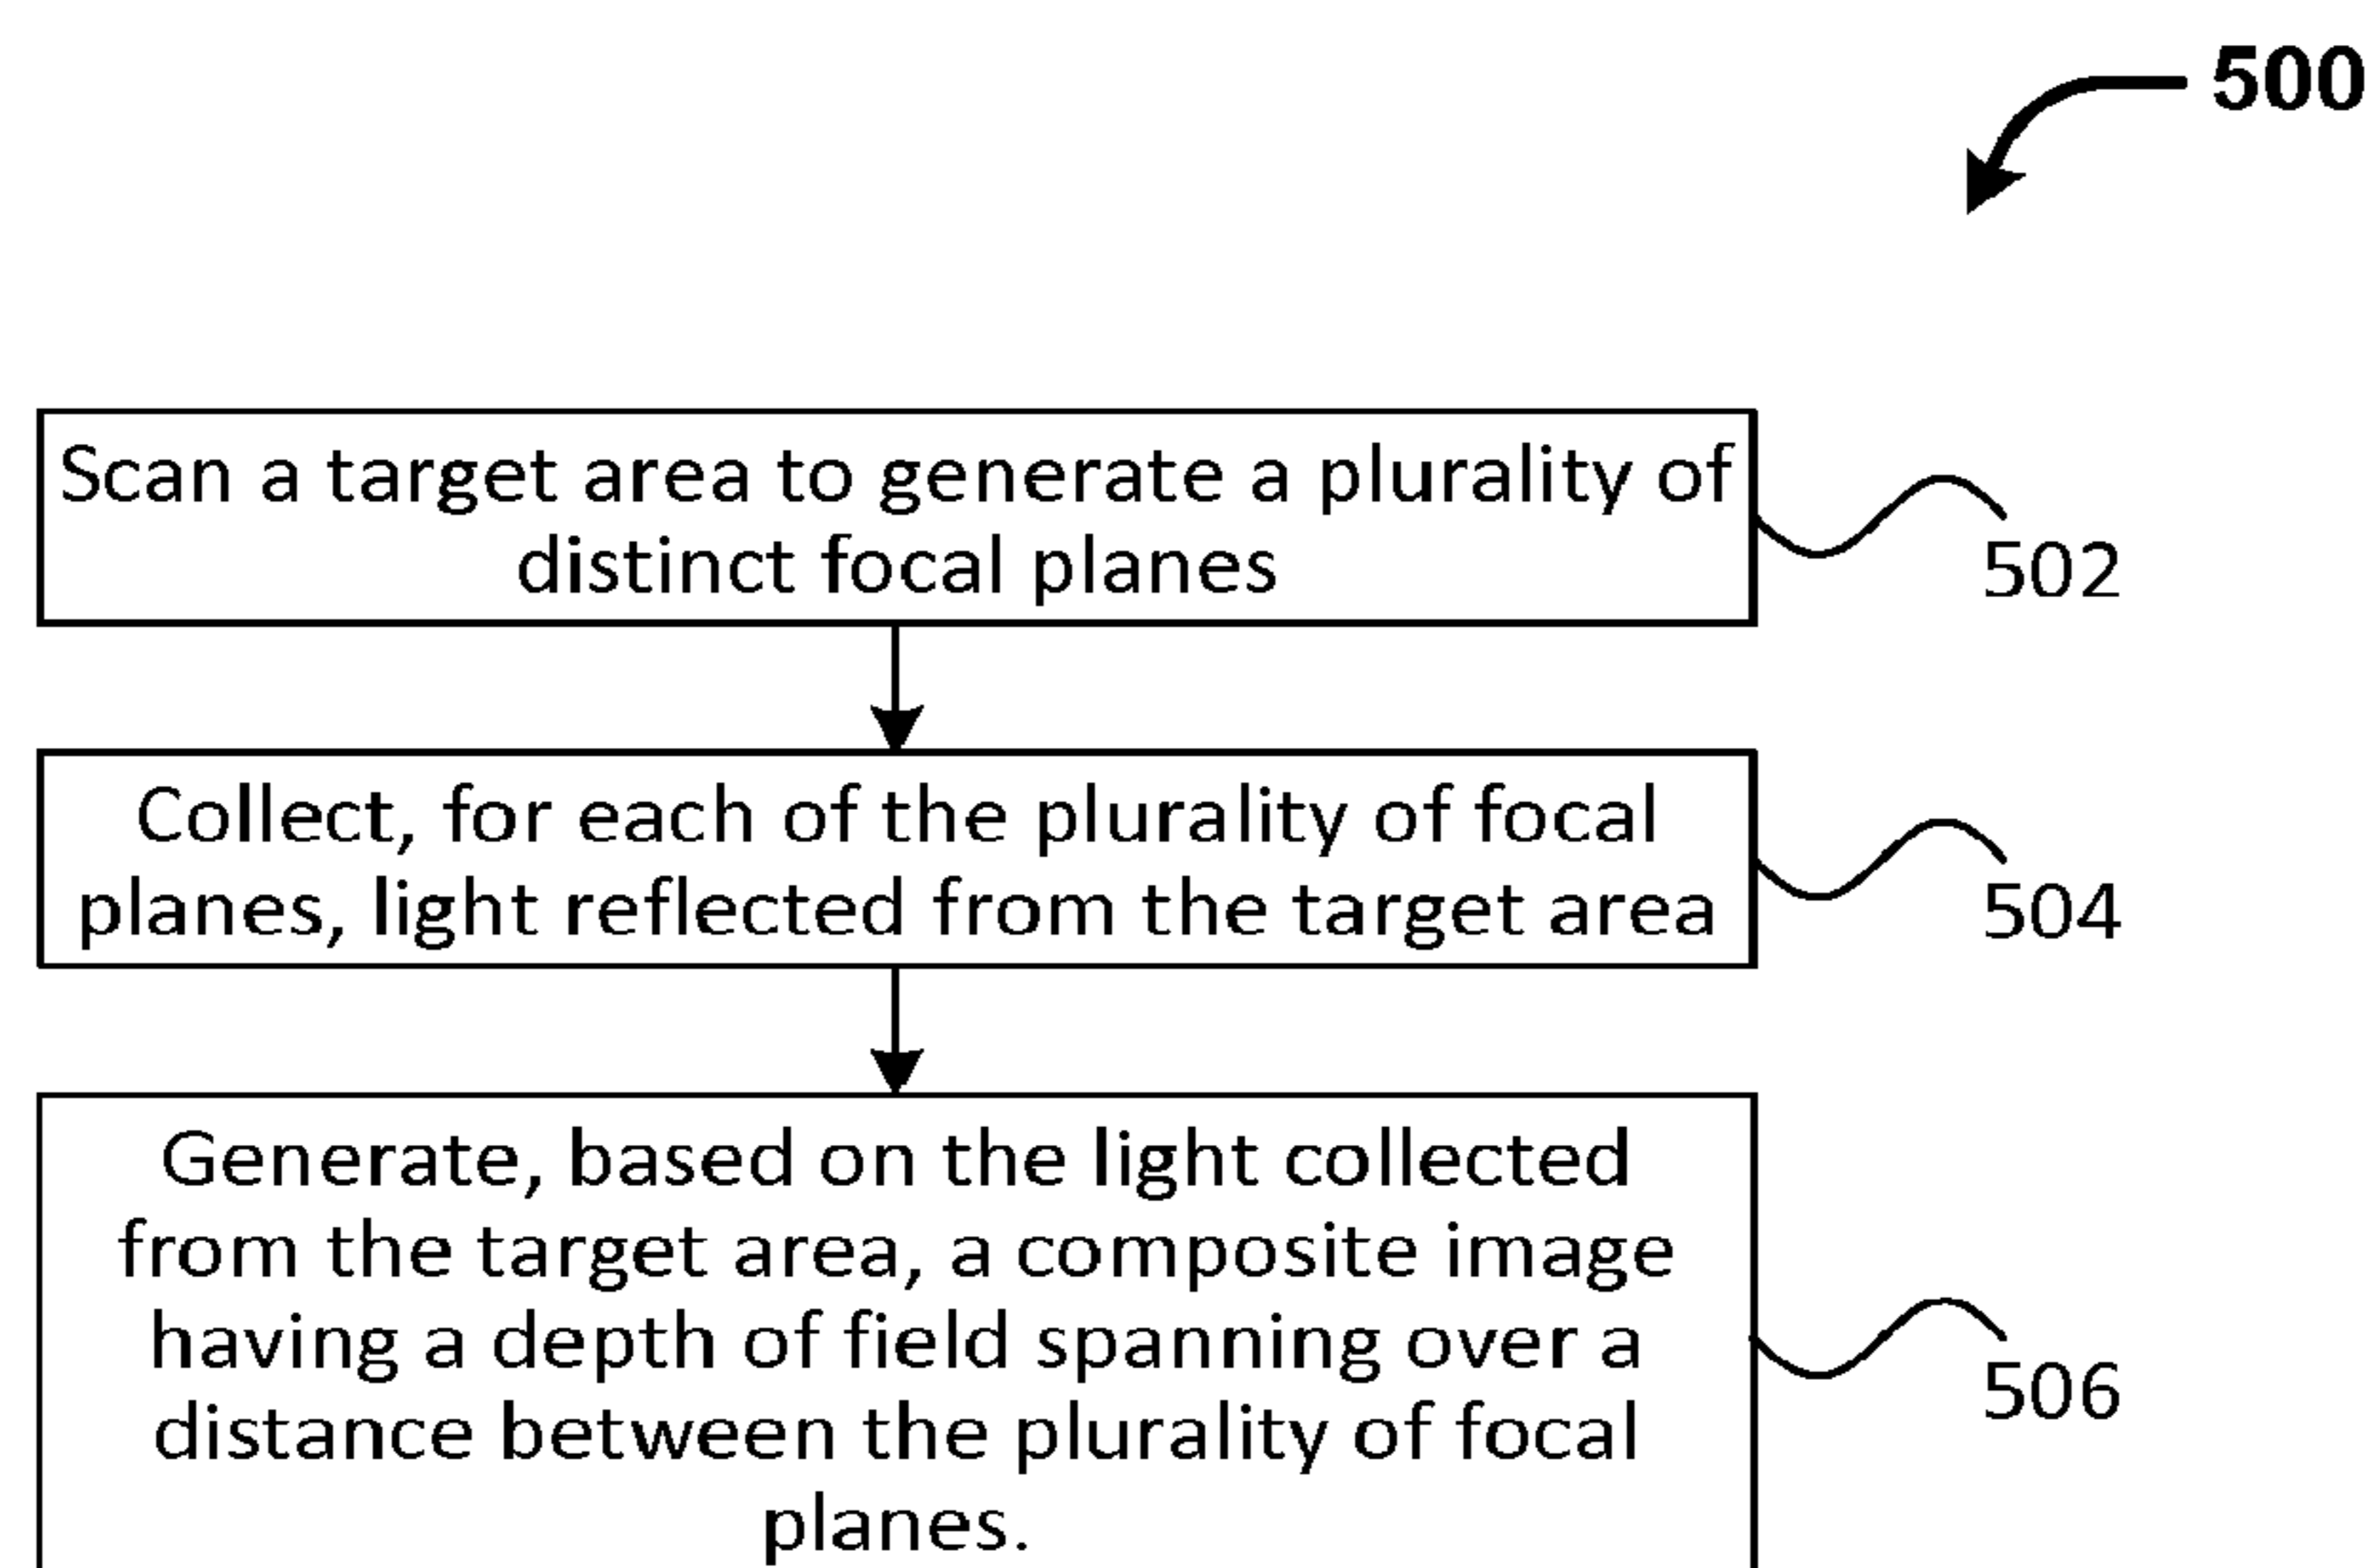 500
Scan a target area to generate a plurality of
distinct focal planes
502
Collect, for each of the plurality of focal
planes, light reflected from the target area
504
Generate, based on the light collected
from the target area, a composite image
having a depth of field spanning over a
distance between the plurality of focal
planes.
506